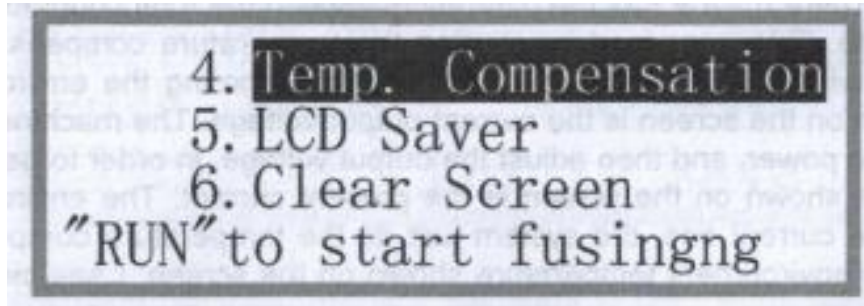 4. Temp. Compensation
5. LCD Saver
6. Clear Screen
"RUN"to start fusingng